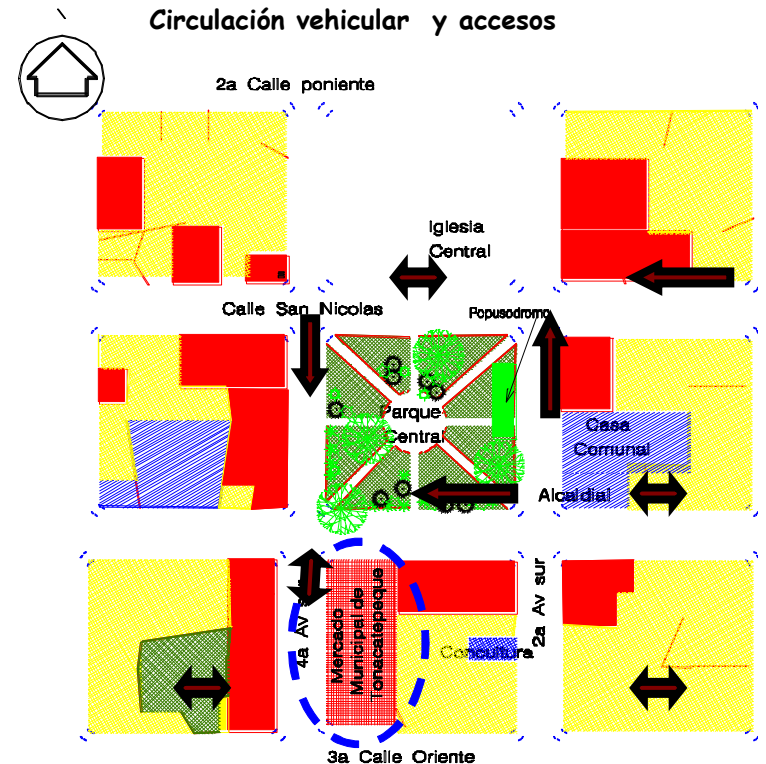 Circulación vehicular y accesos
2a Calle poniente
Iglesia
Central
Calle San Nicolas
Popusodromo
Parque
Central
Casa
Comunal
Alcaldial
4a Av sur
Mercado
Municipal de
Tonacatepeque
Concultura
2a Av sur
3a Calle Oriente